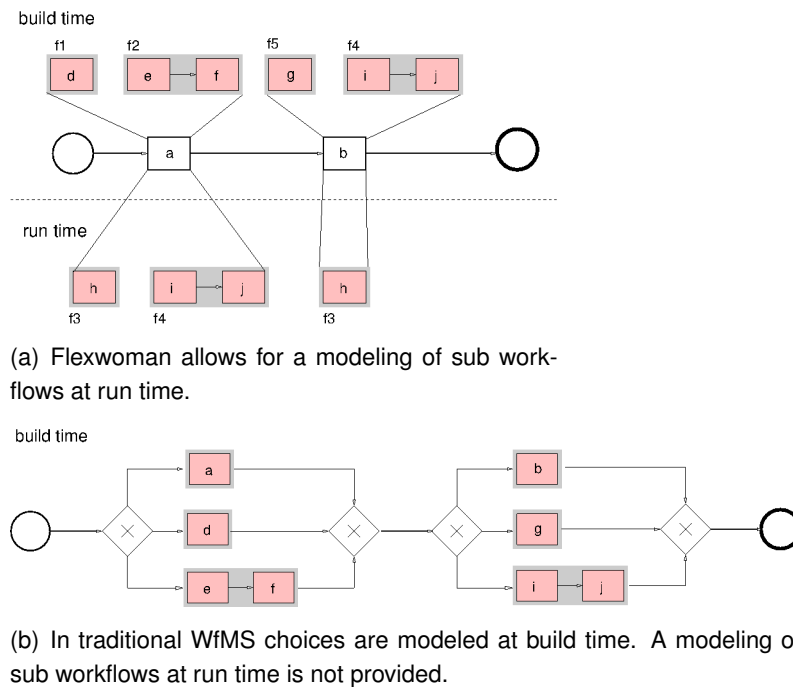 build time
f1 f2 f5 f4
d e f g i j
a b
run time
h i j h
f3 f4 f3
(a) Flexwoman allows for a modeling of sub work-
flows at run time.
build time
a b
d g
e f i j
(b) In traditional WfMS choices are modeled at build time. A modeling o
sub workflows at run time is not provided.